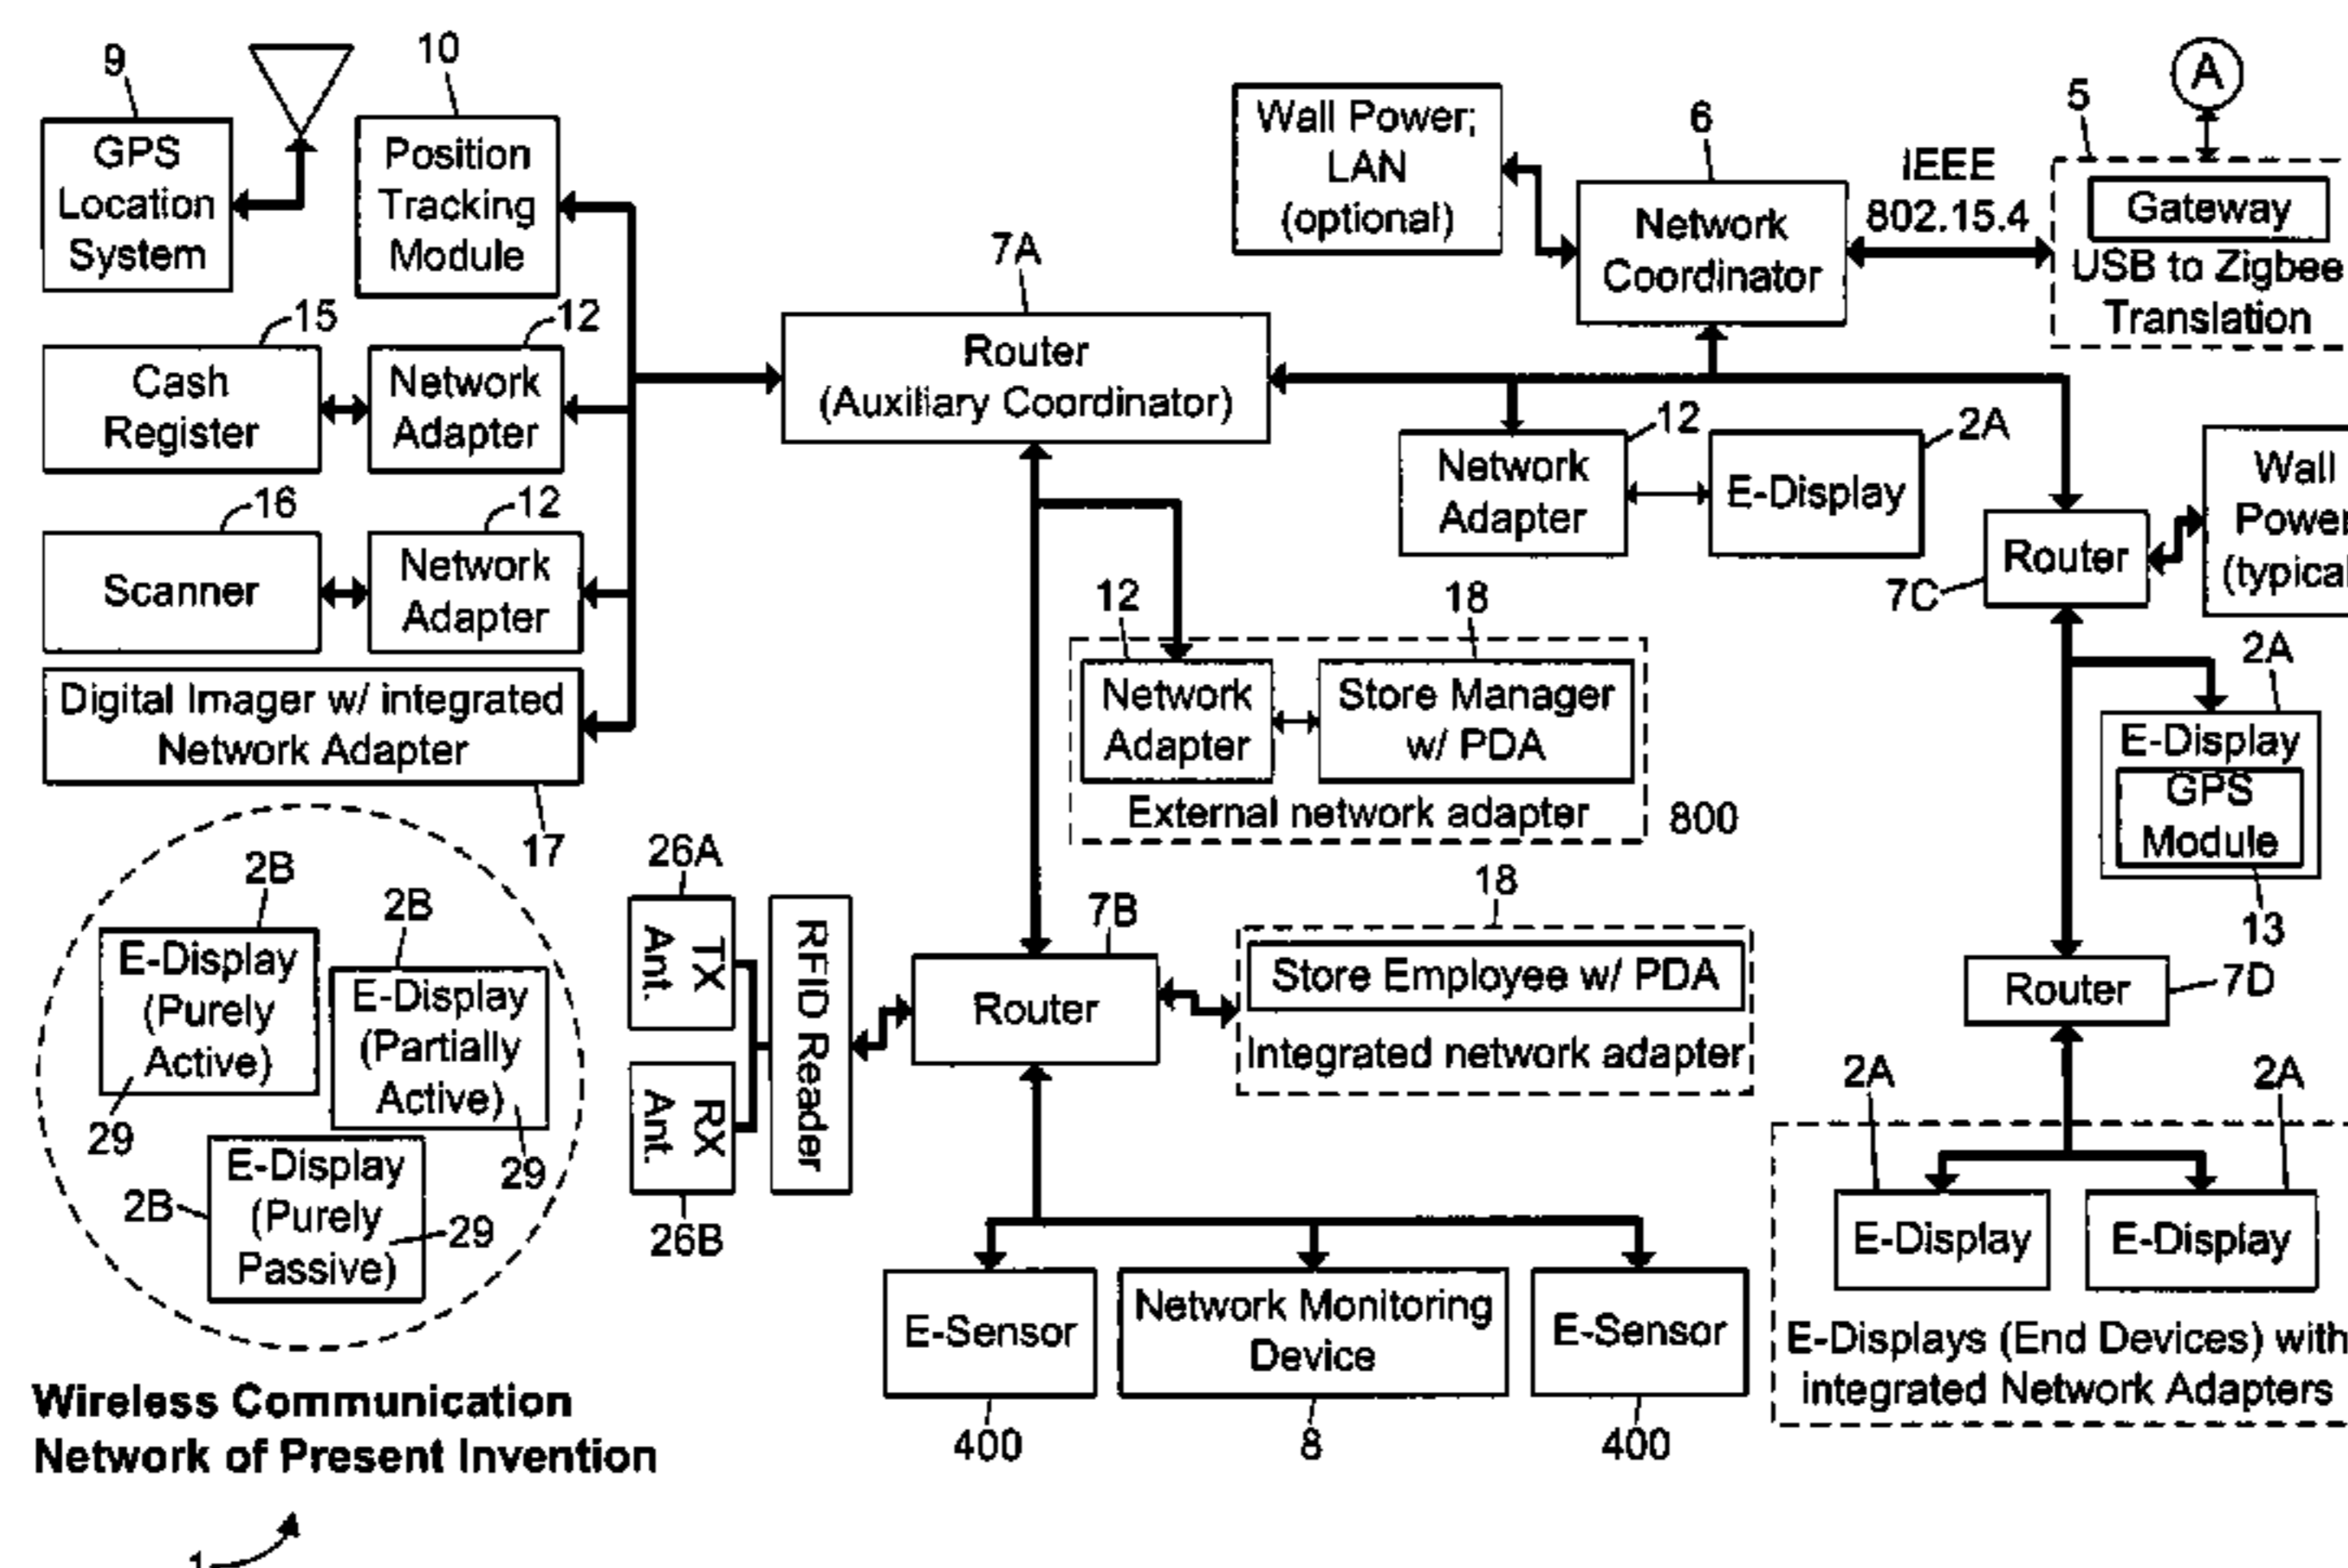 9
10
GPS
Location
System
Position
Tracking
Module
15
12
Cash
Register
Network
Adapter
16
12
Scanner
Network
Adapter
Digital Imager w/ integrated
Network Adapter
17
7A
Router
(Auxiliary Coordinator)
Wall Power;
LAN
(optional)
6
Network
Coordinator
IEEE
802.15.4
A
5
Gateway
USB to Zigbee
Translation
12
2A
Network
Adapter
E-Display
Router
7C
Wall
Power
(typical
12
18
Network
Adapter
Store Manager
w/ PDA
External network adapter
800
2A
E-Display
GPS
Module
13
2B
2B
E-Display
(Purely
Active)
29
E-Display
(Partially
Active)
29
2B
E-Display
(Purely
Passive)
29
26A
TX
Ant.
RX
Ant.
26B
RFID Reader
7B
Router
18
Store Employee w/ PDA
Integrated network adapter
Router
7D
2A
2A
E-Display
E-Display
E-Displays (End Devices) with
integrated Network Adapters
E-Sensor
Network Monitoring
Device
E-Sensor
400
8
400
Wireless Communication
Network of Present Invention
1